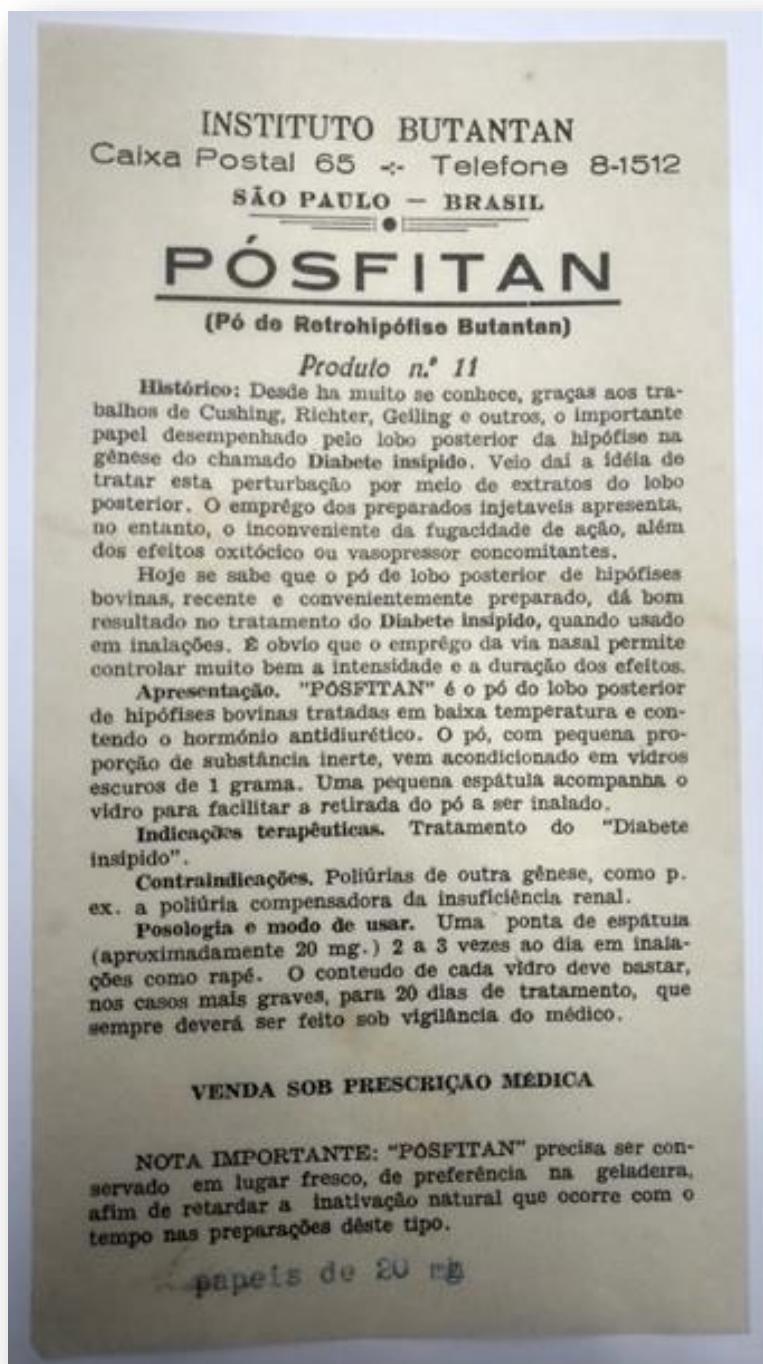 INSTITUTO BUTANTAN
Caixa Postal 65 -:- Telefone 8-1512
SÃO PAULO — BRASIL
PÓSFITAN
(Pó de Retrohipófise Butantan)
Produto n.º 11
Histórico: Desde ha muito se conhece, graças aos tra-
balhos de Cushing, Richter, Geiling e outros, o importante
papel desempenhado pelo lobo posterior da hipófise na
gênese do chamado Diabete insipido. Veio daí a idéia de
tratar esta perturbação por meio de extratos do lobo
posterior. O emprêgo dos preparados injetaveis apresenta,
no entanto, o inconveniente da fugacidade de ação, além
dos efeitos oxitócico ou vasopressor concomitantes.
Hoje se sabe que o pó de lobo posterior de hipófises
bovinas, recente e convenientemente preparado, dá bom
resultado no tratamento do Diabete insipido, quando usado
em inalações. É obvio que o emprêgo da via nasal permite
controlar muito bem a intensidade e a duração dos efeitos.
Apresentação. "PÓSFITAN" é o pó do lobo posterior
de hipófises bovinas tratadas em baixa temperatura e con-
tendo o hormónio antidiurético. O pó, com pequena pro-
porção de substância inerte, vem acondicionado em vidros
escuros de 1 grama. Uma pequena espátula acompanha o
vidro para facilitar a retirada do pó a ser inalado.
Indicações terapêuticas. Tratamento do "Diabete
insipido".
Contraindicações. Poliúrias de outra gênese, como p.
ex. a poliúria compensadora da insuficiência renal.
Posologia e modo de usar. Uma ponta de espátula
(aproximadamente 20 mg.) 2 a 3 vezes ao dia em inala-
ções como rapé. O conteudo de cada vidro deve bastar,
nos casos mais graves, para 20 dias de tratamento, que
sempre deverá ser feito sob vigilância do médico.
VENDA SOB PRESCRIÇÃO MÉDICA
NOTA IMPORTANTE: "PÓSFITAN" precisa ser con-
servado em lugar fresco, de preferência na geladeira,
afim de retardar a inativação natural que ocorre com o
tempo nas preparações dêste tipo.
papeis de 20 mg